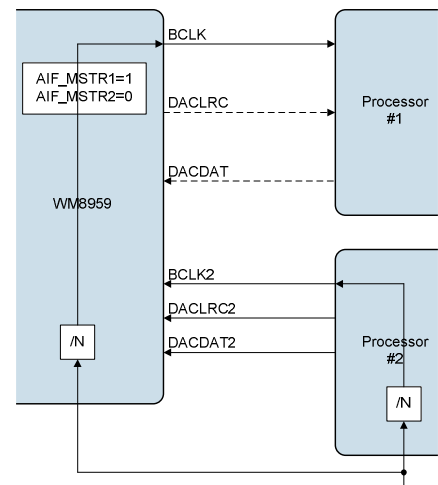 BCLK
AIF_MSTR1=1
AIF_MSTR2=0
DACLRC
Processor
#1
DACDAT
WM8959
BCLK2
DACLRC2
/N
DACDAT2
Processor
#2
/N